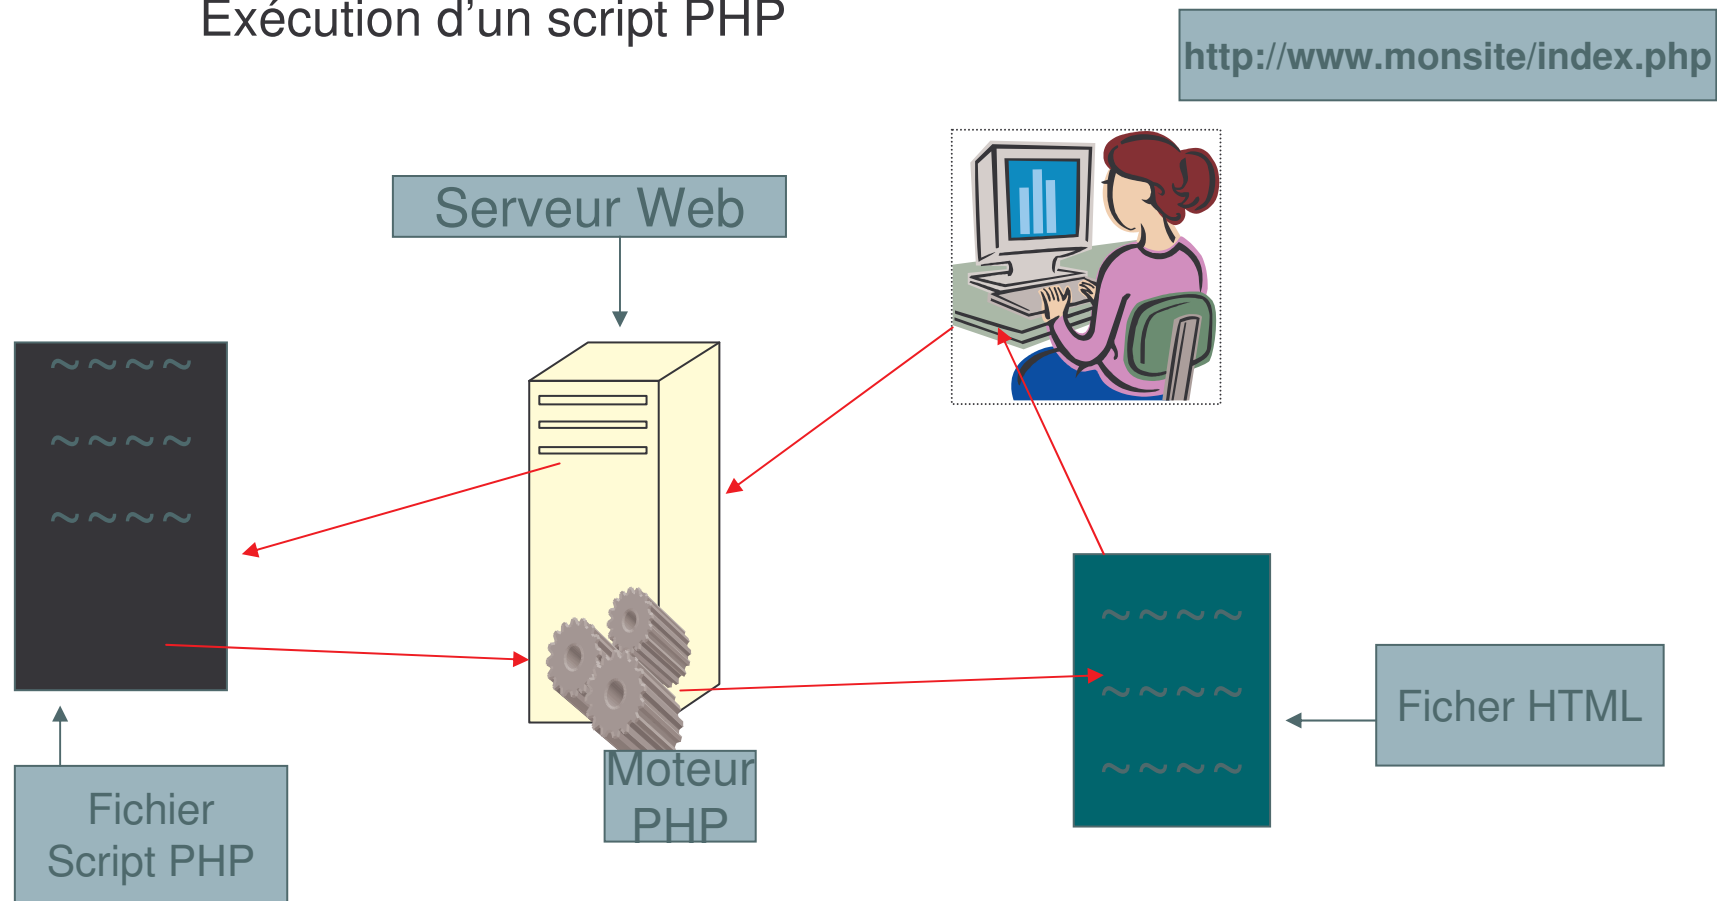 Exécution d'un script PHP
http://www.monsite/index.php
Serveur Web
~ ~ ~ ~
~ ~ ~ ~
~ ~ ~ ~
~ ~ ~ ~
~ ~ ~ ~
~ ~ ~ ~
Ficher HTML
Moteur
PHP
Fichier
Script PHP